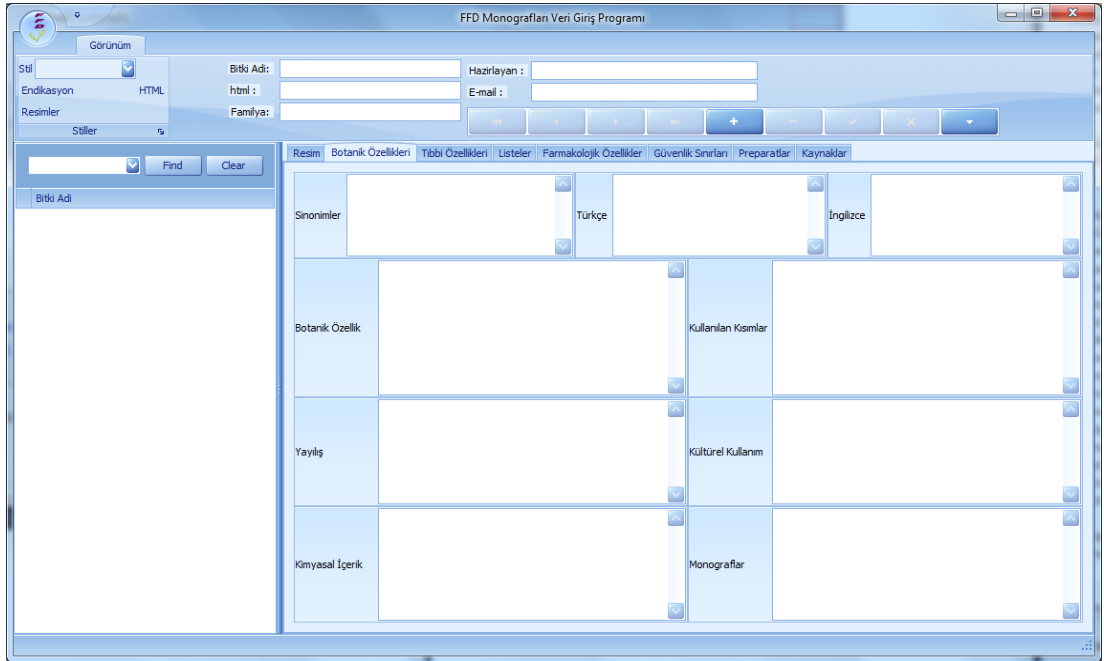 FFD Monografları Veri Giriş Programı
Görünüm
Stil
Bitki Adi:
Hazirlayan :
Endikasyon HTML
html :
E-mail :
Resimler
Familya:
Stiller
Resim Botanik Özellikleri Tıbbi Özellikleri Listeler Farmakolojik Özellikler Güvenlik Sınırları Preparatlar Kaynaklar
Find Clear
Bitki Adi
Sinonimler Türkçe İngilizce
Botanik Özellik Kullanılan Kısımlar
Yayılış Kültürel Kullanım
Kimyasal İçerik Monograflar